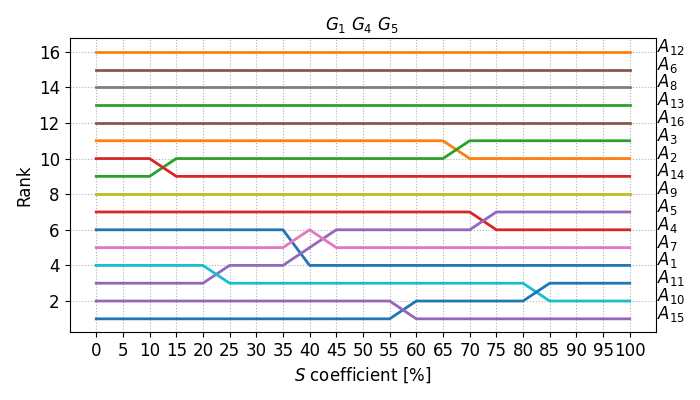 G₁ G₄ G₅
Rank
16
14
12
10
8
6
4
2
A₁₂
A₆
A₈
A₁₃
A₁₆
A₃
A₂
A₁₄
A₉
A₅
A₄
A₇
A₁
A₁₁
A₁₀
A₁₅
0 5 10 15 20 25 30 35 40 45 50 55 60 65 70 75 80 85 90 95 100
S coefficient [%]